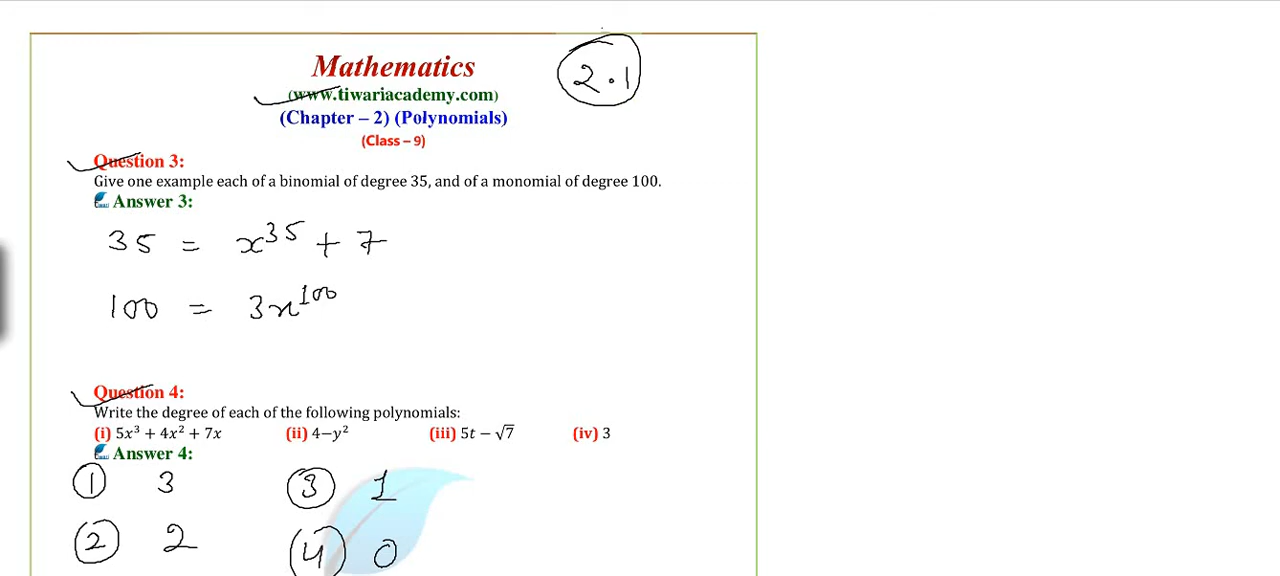 Mathematics
2.1
(www.tiwariacademy.com)
(Chapter – 2) (Polynomials)
(Class – 9)
Question 3:
Give one example each of a binomial of degree 35, and of a monomial of degree 100.
Answer 3:
35 = x³⁵ + 7
100 = 3x¹⁰⁰
Question 4:
Write the degree of each of the following polynomials:
(i) 5x³ + 4x² + 7x (ii) 4−y² (iii) 5t − √7 (iv) 3
Answer 4:
1 3 3 1
2 2 4 0